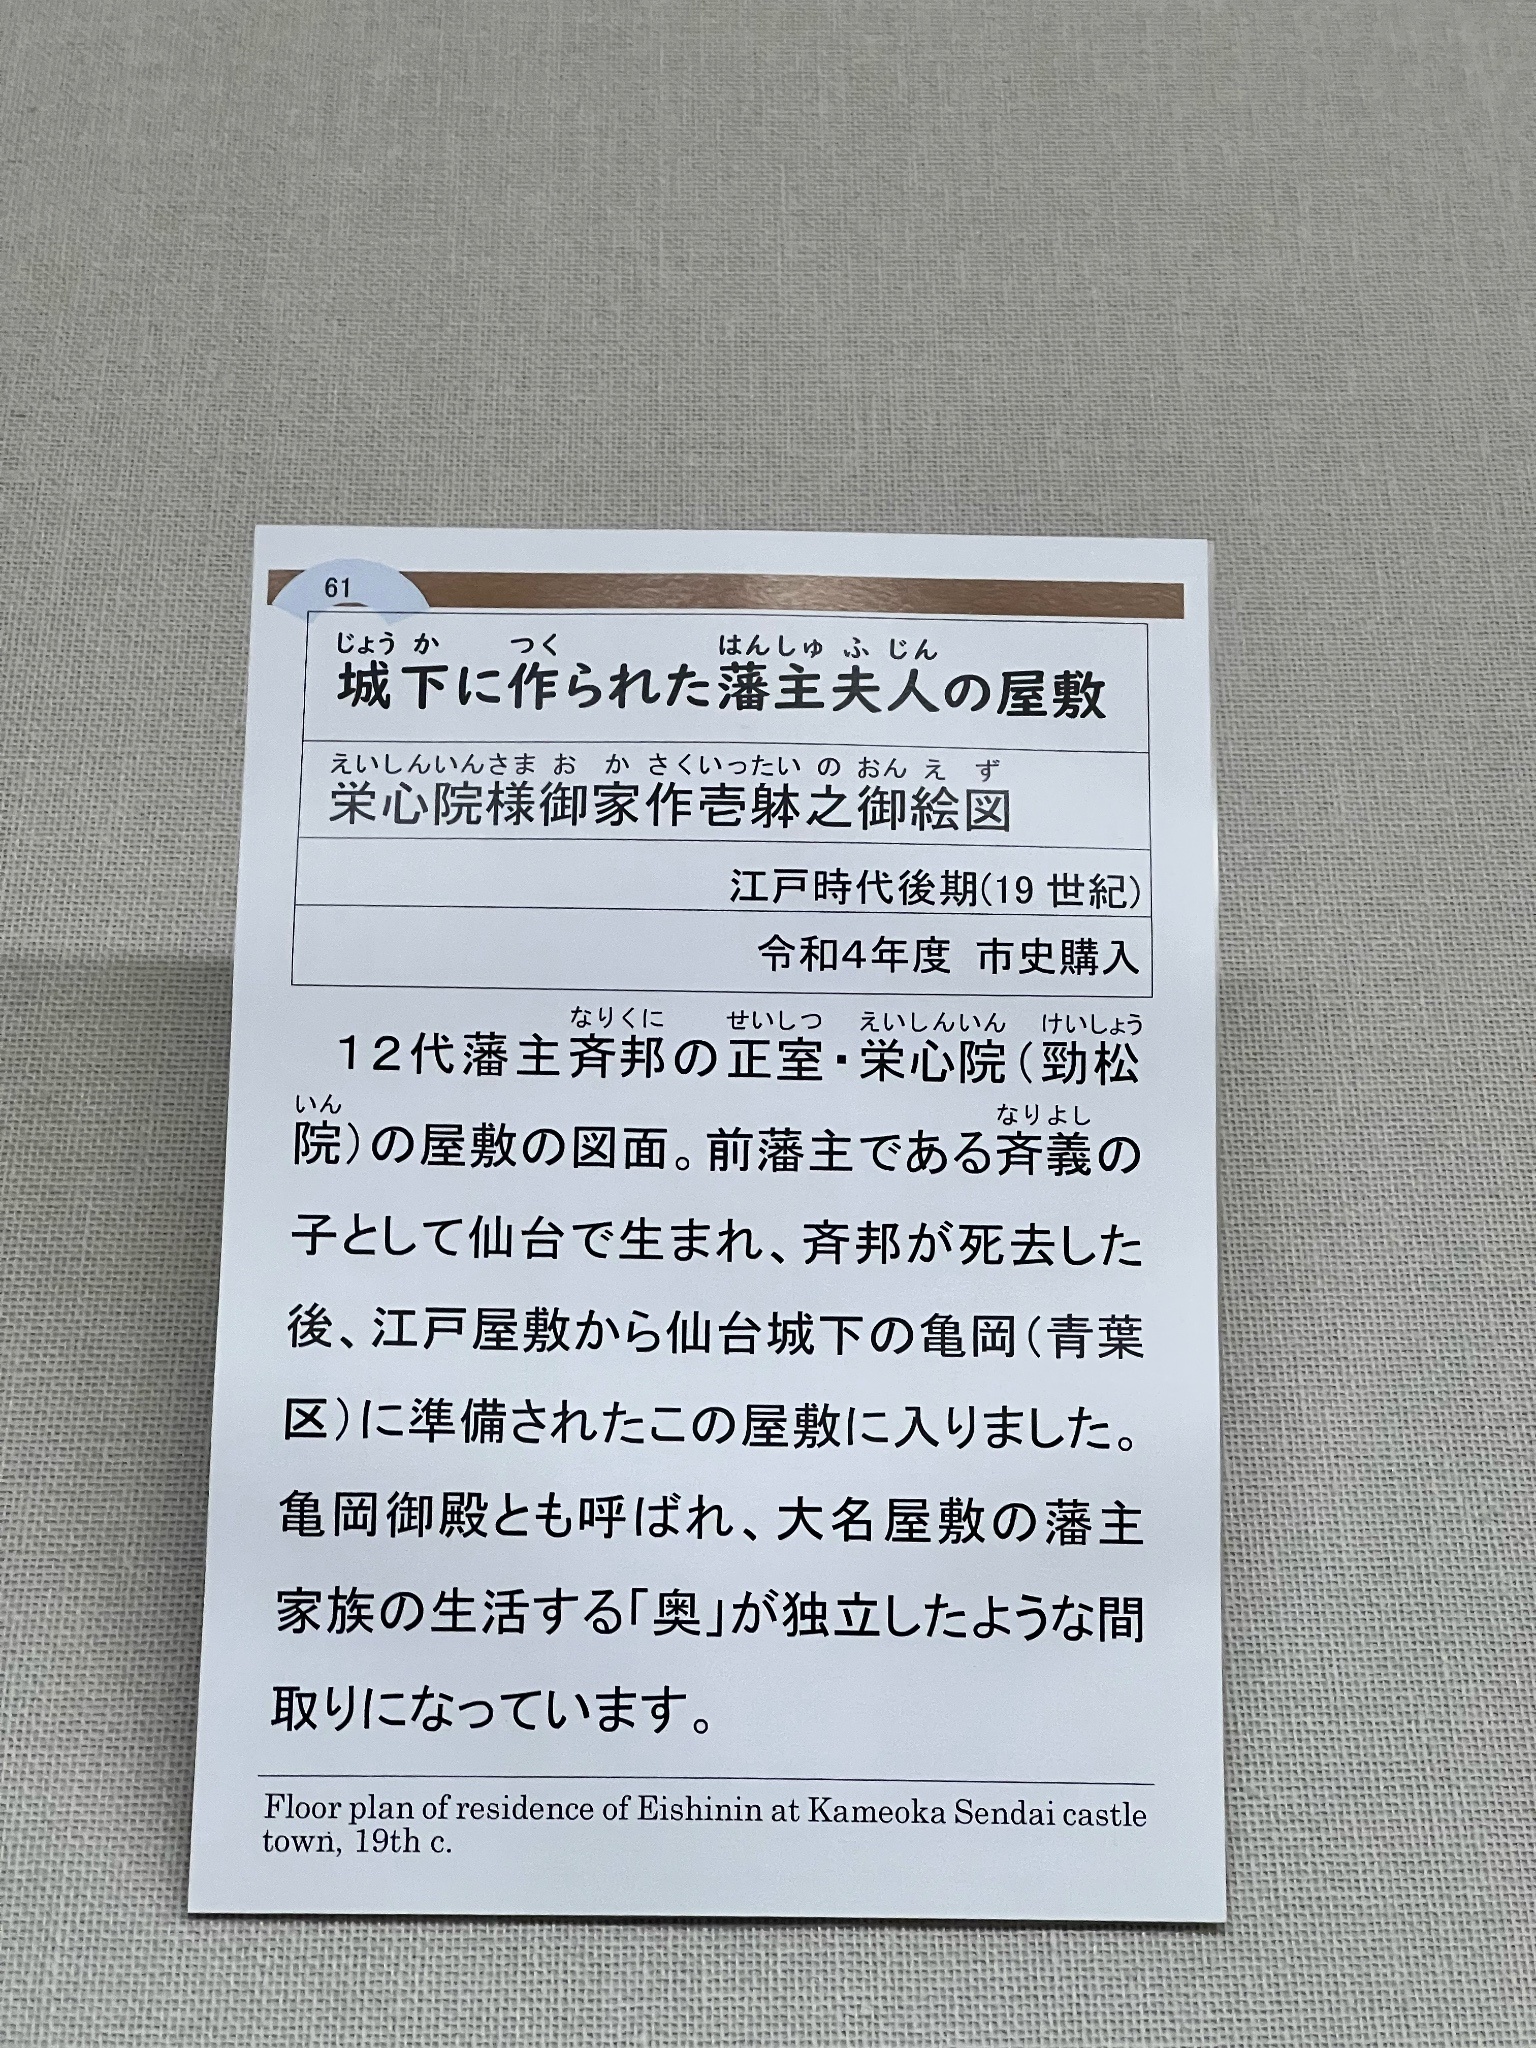 61
じょうか つく はんしゅふじん
城下に作られた藩主夫人の屋敷
えいしんいんさま お か さくいったい の おん え ず
栄心院様御家作壱躰之御絵図
江戸時代後期(19世紀)
令和4年度 市史購入
なりくに せいしつ えいしんいん けいしょう
12代藩主斉邦の正室・栄心院(勁松
いん なりよし
院)の屋敷の図面。前藩主である斉義の
子として仙台で生まれ、斉邦が死去した
後、江戸屋敷から仙台城下の亀岡(青葉
区)に準備されたこの屋敷に入りました。
亀岡御殿とも呼ばれ、大名屋敷の藩主
家族の生活する「奥」が独立したような間
取りになっています。
Floor plan of residence of Eishinin at Kameoka Sendai castle
town, 19th c.